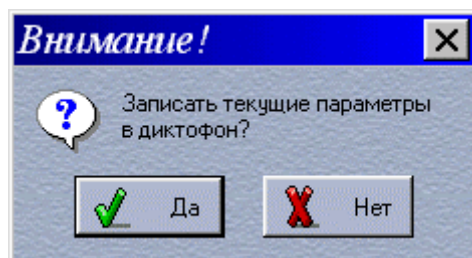 Внимание!
Записать текущие параметры
в диктофон?
Да
Нет